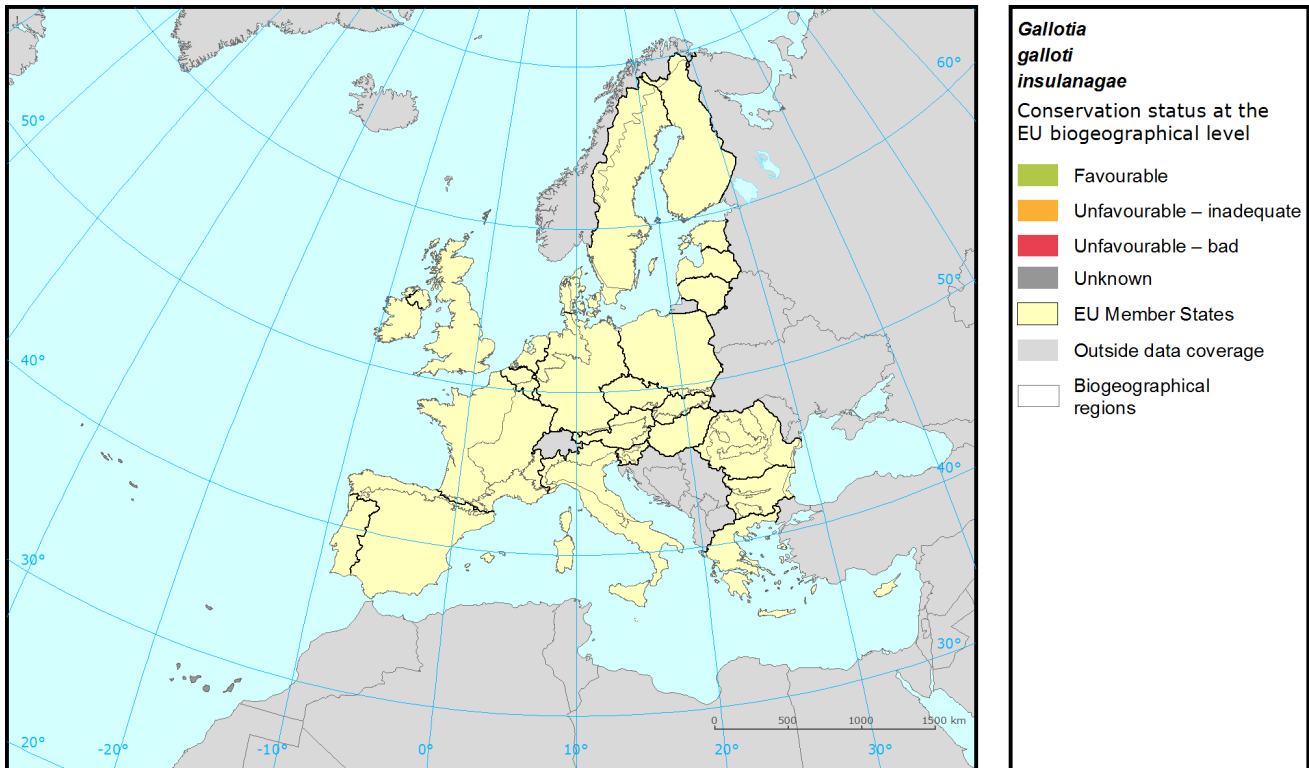 Gallotia
galloti
insulanagae
Conservation status at the
EU biogeographical level
Favourable
Unfavourable – inadequate
Unfavourable – bad
Unknown
EU Member States
Outside data coverage
Biogeographical
regions
60°
50°
50°
40°
40°
30°
30°
0 500 1000 1500 km
20° -20° -10° 0° 10° 20° 30°